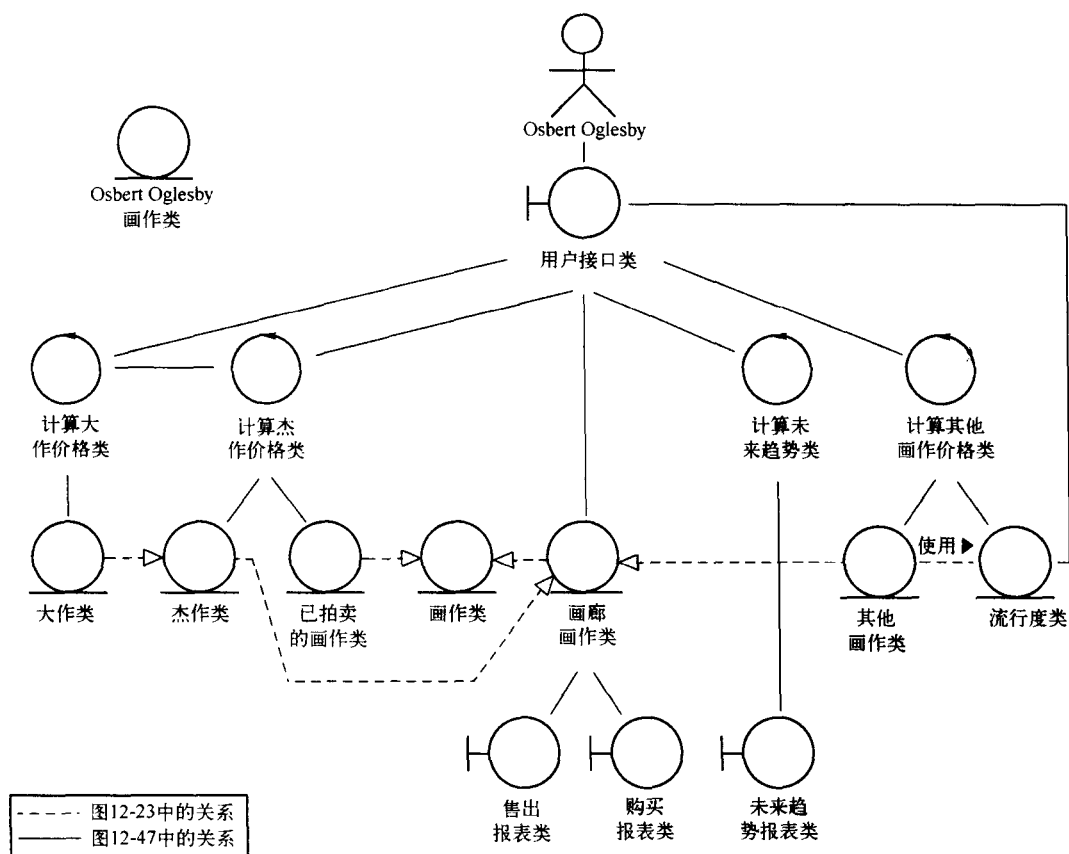 Osbert Oglesby
Osbert Oglesby
画作类
用户接口类
计算大
作价格类
计算杰
作价格类
计算未
来趋势类
计算其他
画作价格类
使用
大作类
杰作类
已拍卖
的画作类
画作类
画廊
画作类
其他
画作类
流行度类
售出
报表类
购买
报表类
未来趋
势报表类
图12-23中的关系
图12-47中的关系